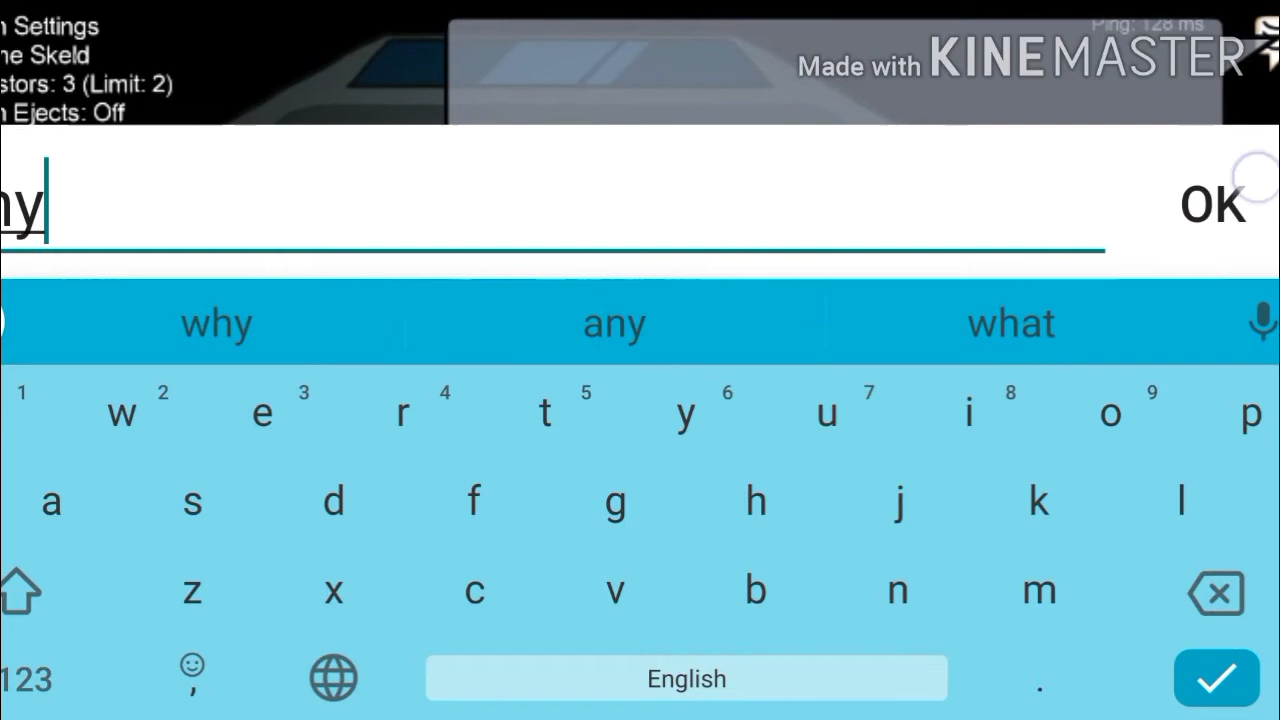 n Settings
Ping: 128 ms
ne Skeld
Made with KINEMASTER
stors: 3 (Limit: 2)
n Ejects: Off
hy
OK
why any what
1 2 3 4 5 6 7 8 9
w e r t y u i o p
a s d f g h j k l
z x c v b n m
123 , English .